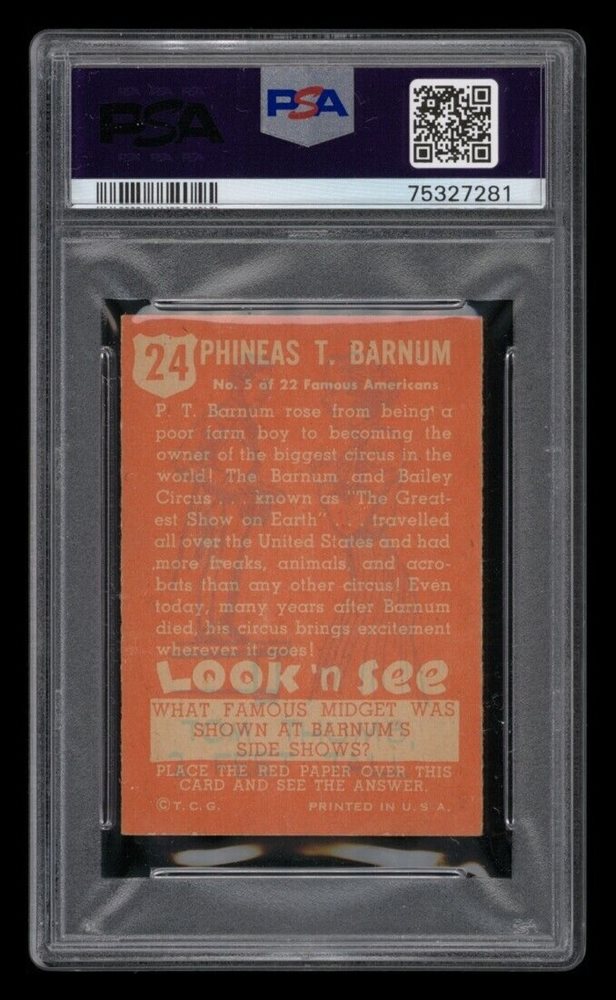 PSA
PSA
75327281
24 PHINEAS T. BARNUM
No. 5 of 22 Famous Americans
P. T. Barnum rose from being a
poor farm boy to becoming the
owner of the biggest circus in the
world! The Barnum and Bailey
Circus . . . known as "The Great-
est Show on Earth" . . . travelled
all over the United States and had
more freaks, animals, and acro-
bats than any other circus! Even
today, many years after Barnum
died, his circus brings excitement
wherever it goes!
LOOK 'n SEE
WHAT FAMOUS MIDGET WAS
SHOWN AT BARNUM'S
SIDE SHOWS?
PLACE THE RED PAPER OVER THIS
CARD AND SEE THE ANSWER.
©T.C.G. PRINTED IN U.S.A.